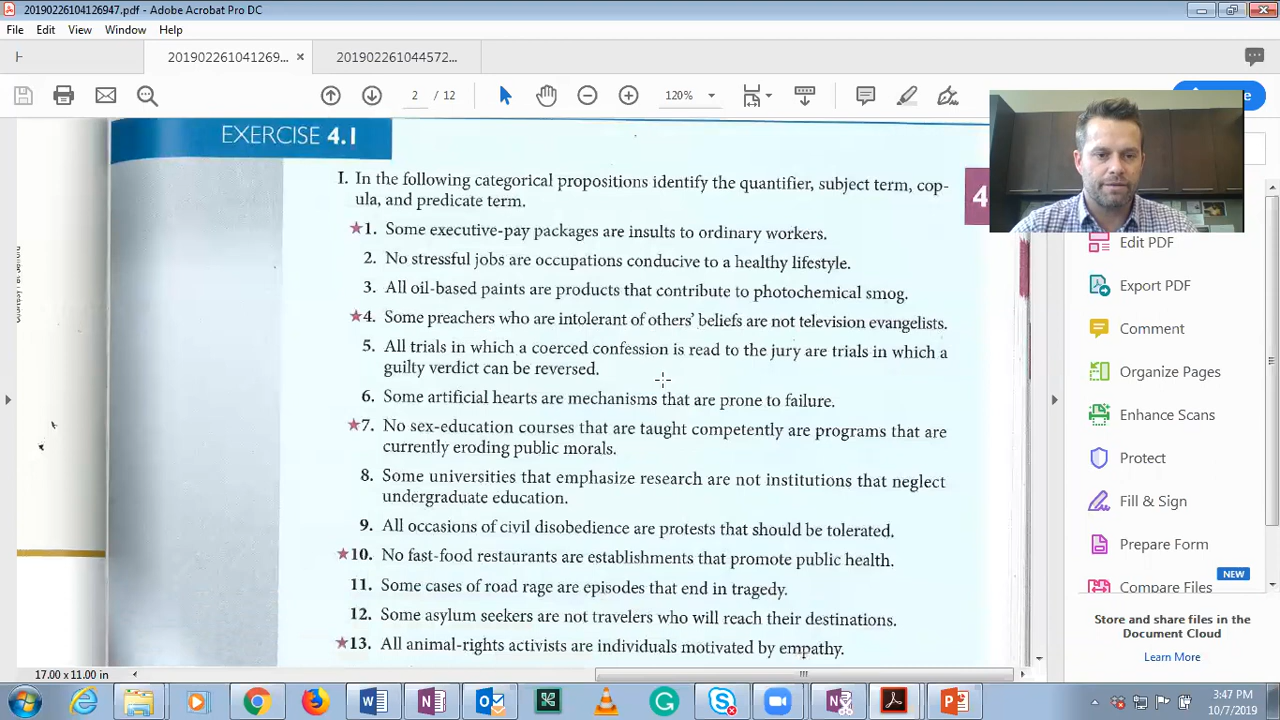 201902261041126947.pdf - Adobe Acrobat Pro DC
File Edit View Window Help
H 201902261041269... × 201902261044572...
2 / 12 120%
EXERCISE 4.1
I. In the following categorical propositions identify the quantifier, subject term, cop-
ula, and predicate term.
4
★1. Some executive-pay packages are insults to ordinary workers.
2. No stressful jobs are occupations conducive to a healthy lifestyle.
3. All oil-based paints are products that contribute to photochemical smog.
★4. Some preachers who are intolerant of others' beliefs are not television evangelists.
5. All trials in which a coerced confession is read to the jury are trials in which a
guilty verdict can be reversed.
6. Some artificial hearts are mechanisms that are prone to failure.
★7. No sex-education courses that are taught competently are programs that are
currently eroding public morals.
8. Some universities that emphasize research are not institutions that neglect
undergraduate education.
9. All occasions of civil disobedience are protests that should be tolerated.
★10. No fast-food restaurants are establishments that promote public health.
11. Some cases of road rage are episodes that end in tragedy.
12. Some asylum seekers are not travelers who will reach their destinations.
★13. All animal-rights activists are individuals motivated by empathy.
Edit PDF
Export PDF
Comment
Organize Pages
Enhance Scans
Protect
Fill & Sign
Prepare Form
NEW
Compare Files
Store and share files in the
Document Cloud
Learn More
17.00 x 11.00 in
3:47 PM
10/7/2019